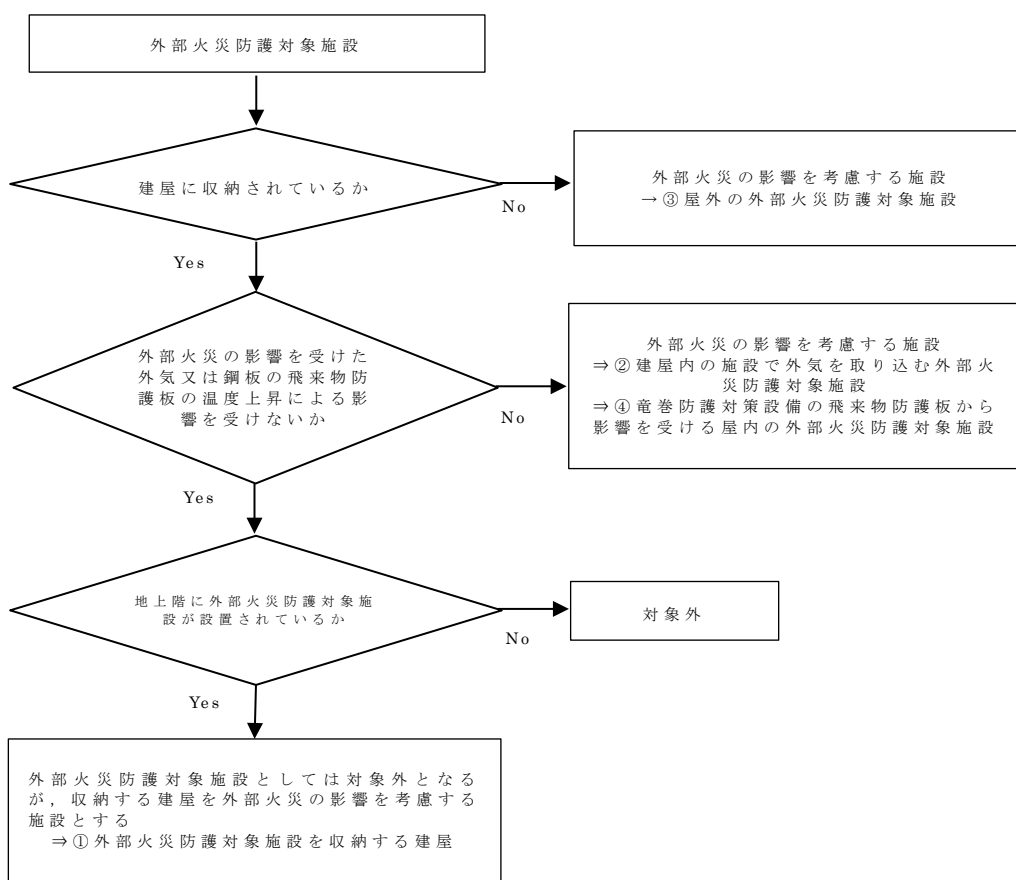 外部火災防護対象施設
建屋に収納されているか
No
外部火災の影響を考慮する施設
→③屋外の外部火災防護対象施設
Yes
外部火災の影響を受けた
外気又は鋼板の飛来物防
護板の温度上昇による影
響を受けないか
No
外部火災の影響を考慮する施設
⇒②建屋内の施設で外気を取り込む外部火
災防護対象施設
⇒④竜巻防護対策設備の飛来物防護板から
影響を受ける屋内の外部火災防護対象施設
Yes
地上階に外部火災防護対象施
設が設置されているか
No
対象外
Yes
外部火災防護対象施設としては対象外となる
が，収納する建屋を外部火災の影響を考慮する
施設とする
⇒①外部火災防護対象施設を収納する建屋